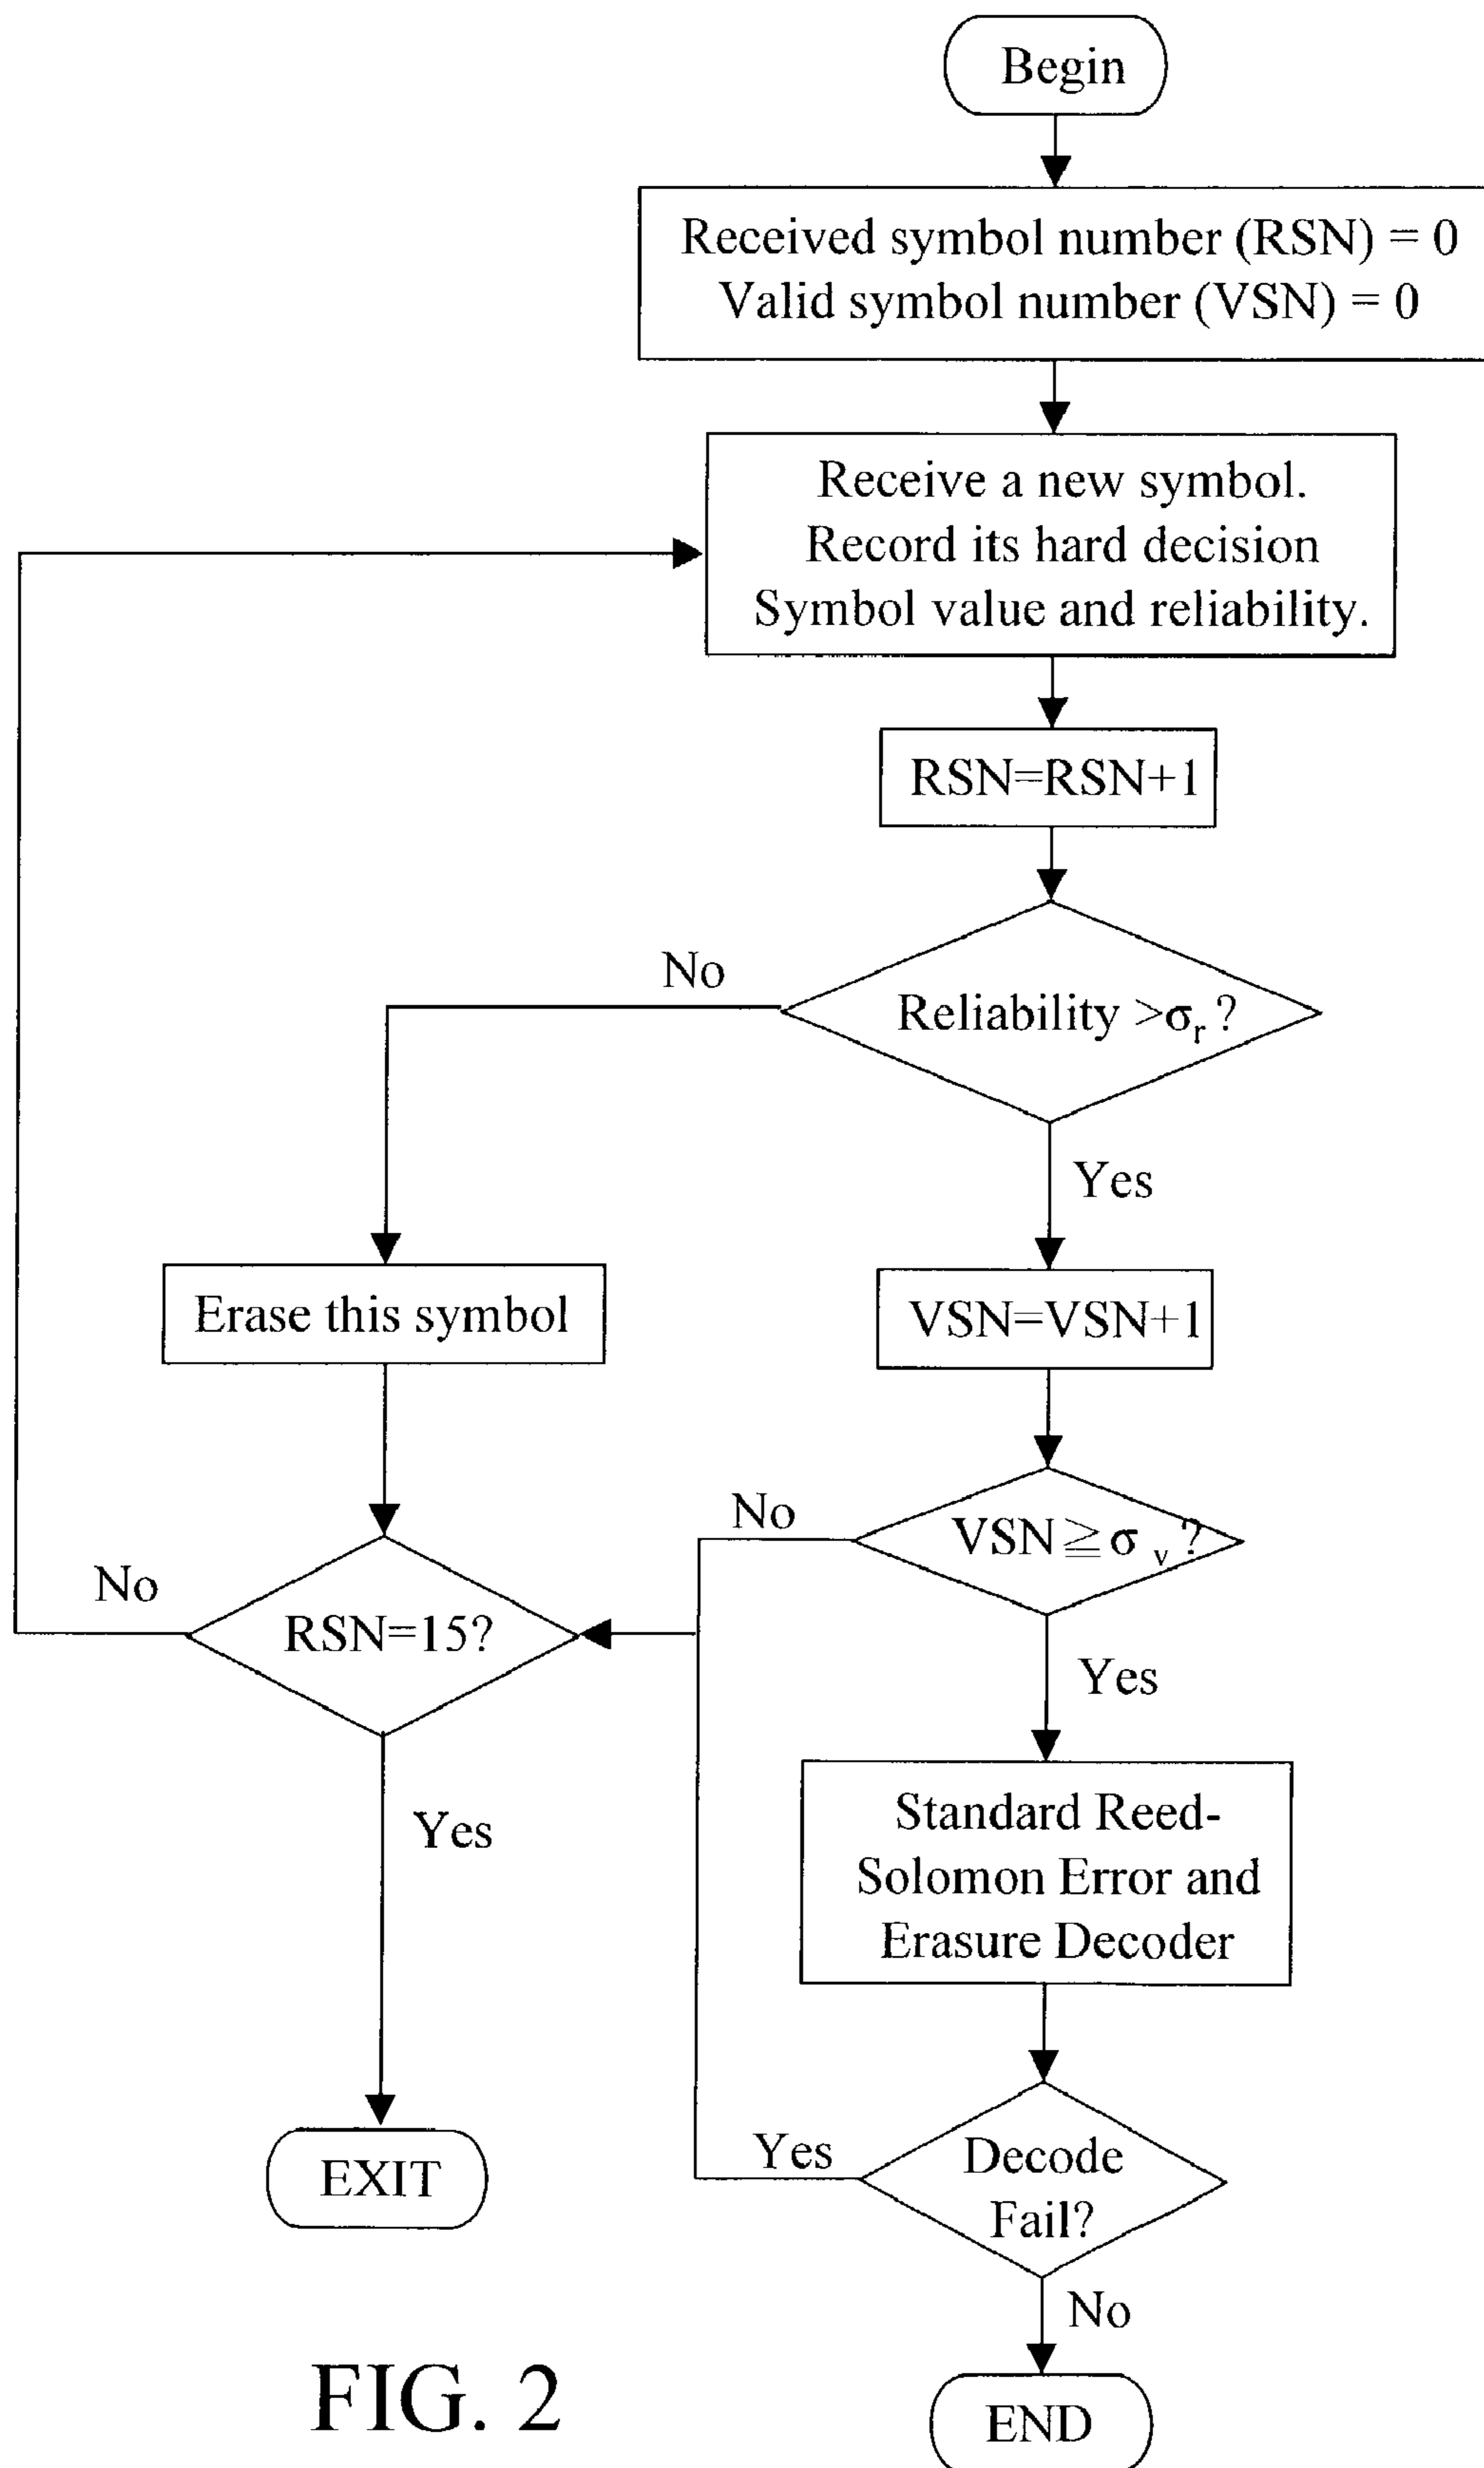 Begin
Received symbol number (RSN) = 0
Valid symbol number (VSN) = 0
Receive a new symbol.
Record its hard decision
Symbol value and reliability.
RSN=RSN+1
No
Reliability >σr ?
Yes
Erase this symbol
VSN=VSN+1
No
VSN≧σ v ?
No
RSN=15?
Yes
Standard Reed-
Solomon Error and
Erasure Decoder
Yes
Yes
Decode
Fail?
EXIT
No
FIG. 2
END